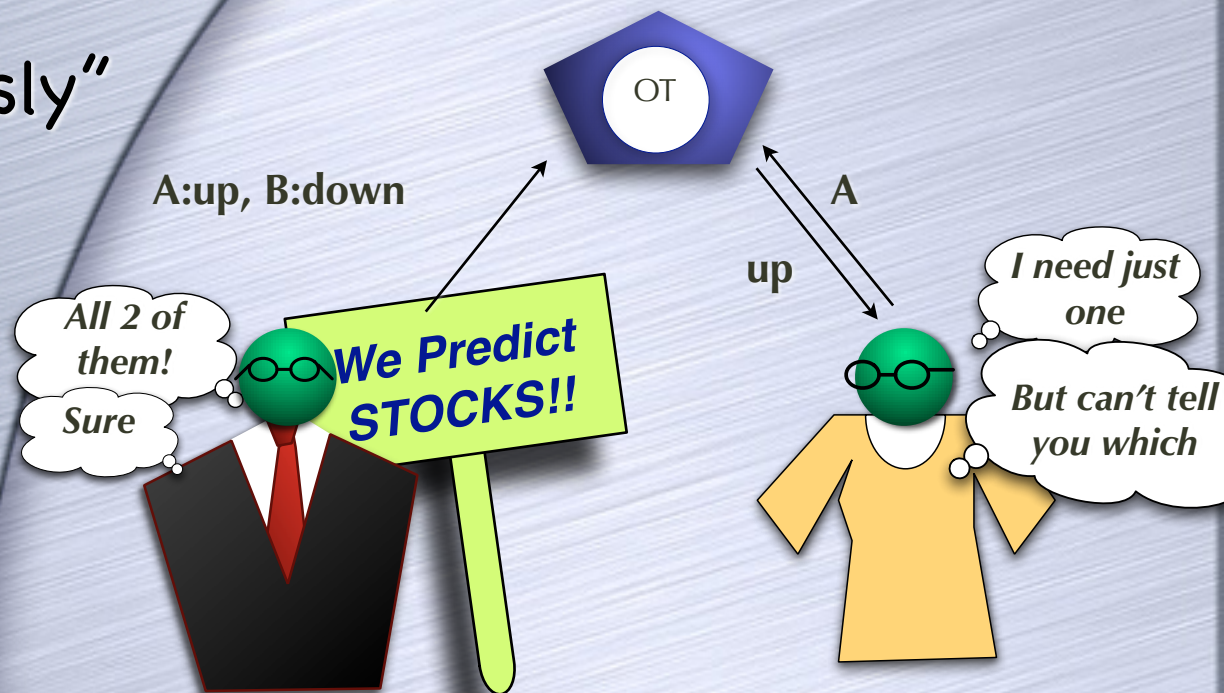 sly”
OT
A:up, B:down
A
up
I need just
one
All 2 of
them!
Sure
We Predict
STOCKS!!
But can’t tell
you which